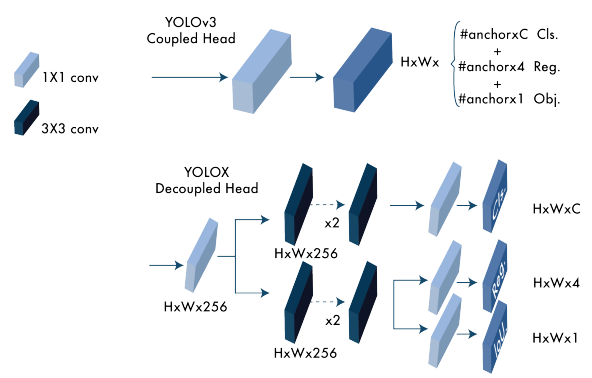 YOLOv3
Coupled Head
1X1 conv
3X3 conv
HxWx
#anchorxC Cls.
+
#anchorx4 Reg.
+
#anchorx1 Obj.
YOLOX
Decoupled Head
HxWx256
x2
HxWx256
Cls.
HxWxC
x2
HxWx256
Reg.
HxWx4
IoU.
HxWx1